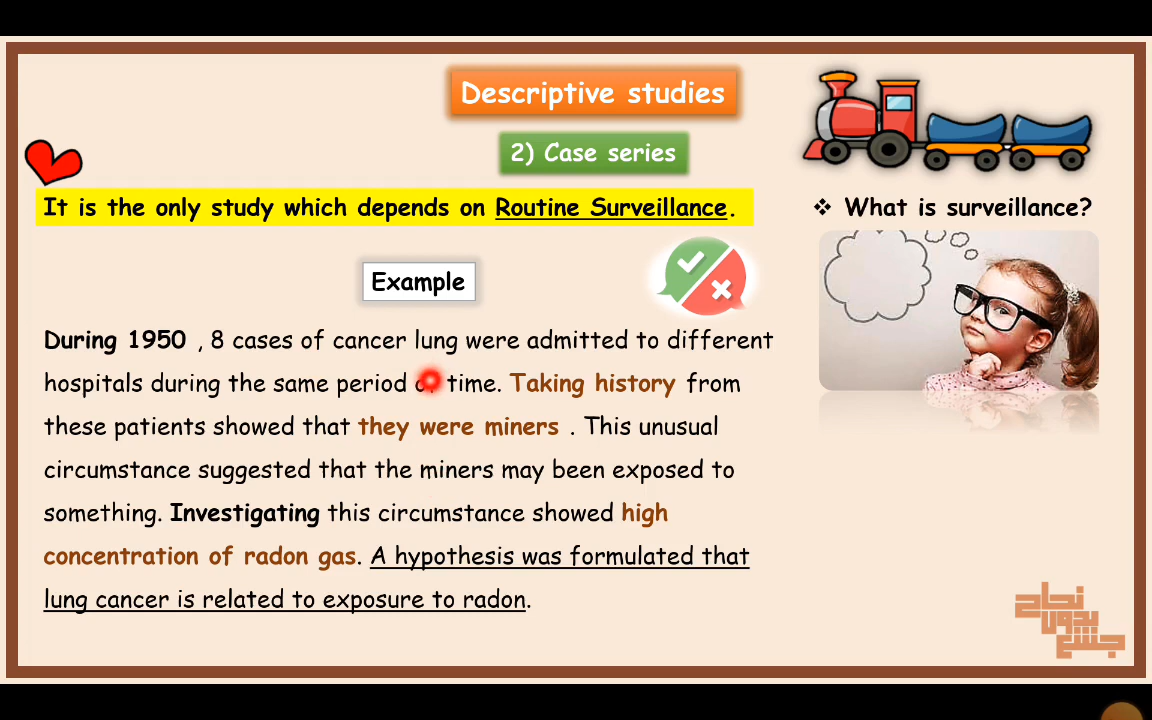 Descriptive studies
2) Case series
It is the only study which depends on Routine Surveillance.
❖ What is surveillance?
Example
During 1950 , 8 cases of cancer lung were admitted to different
hospitals during the same period time. Taking history from
these patients showed that they were miners . This unusual
circumstance suggested that the miners may been exposed to
something. Investigating this circumstance showed high
concentration of radon gas. A hypothesis was formulated that
lung cancer is related to exposure to radon.
نجاح
بدون
جشع